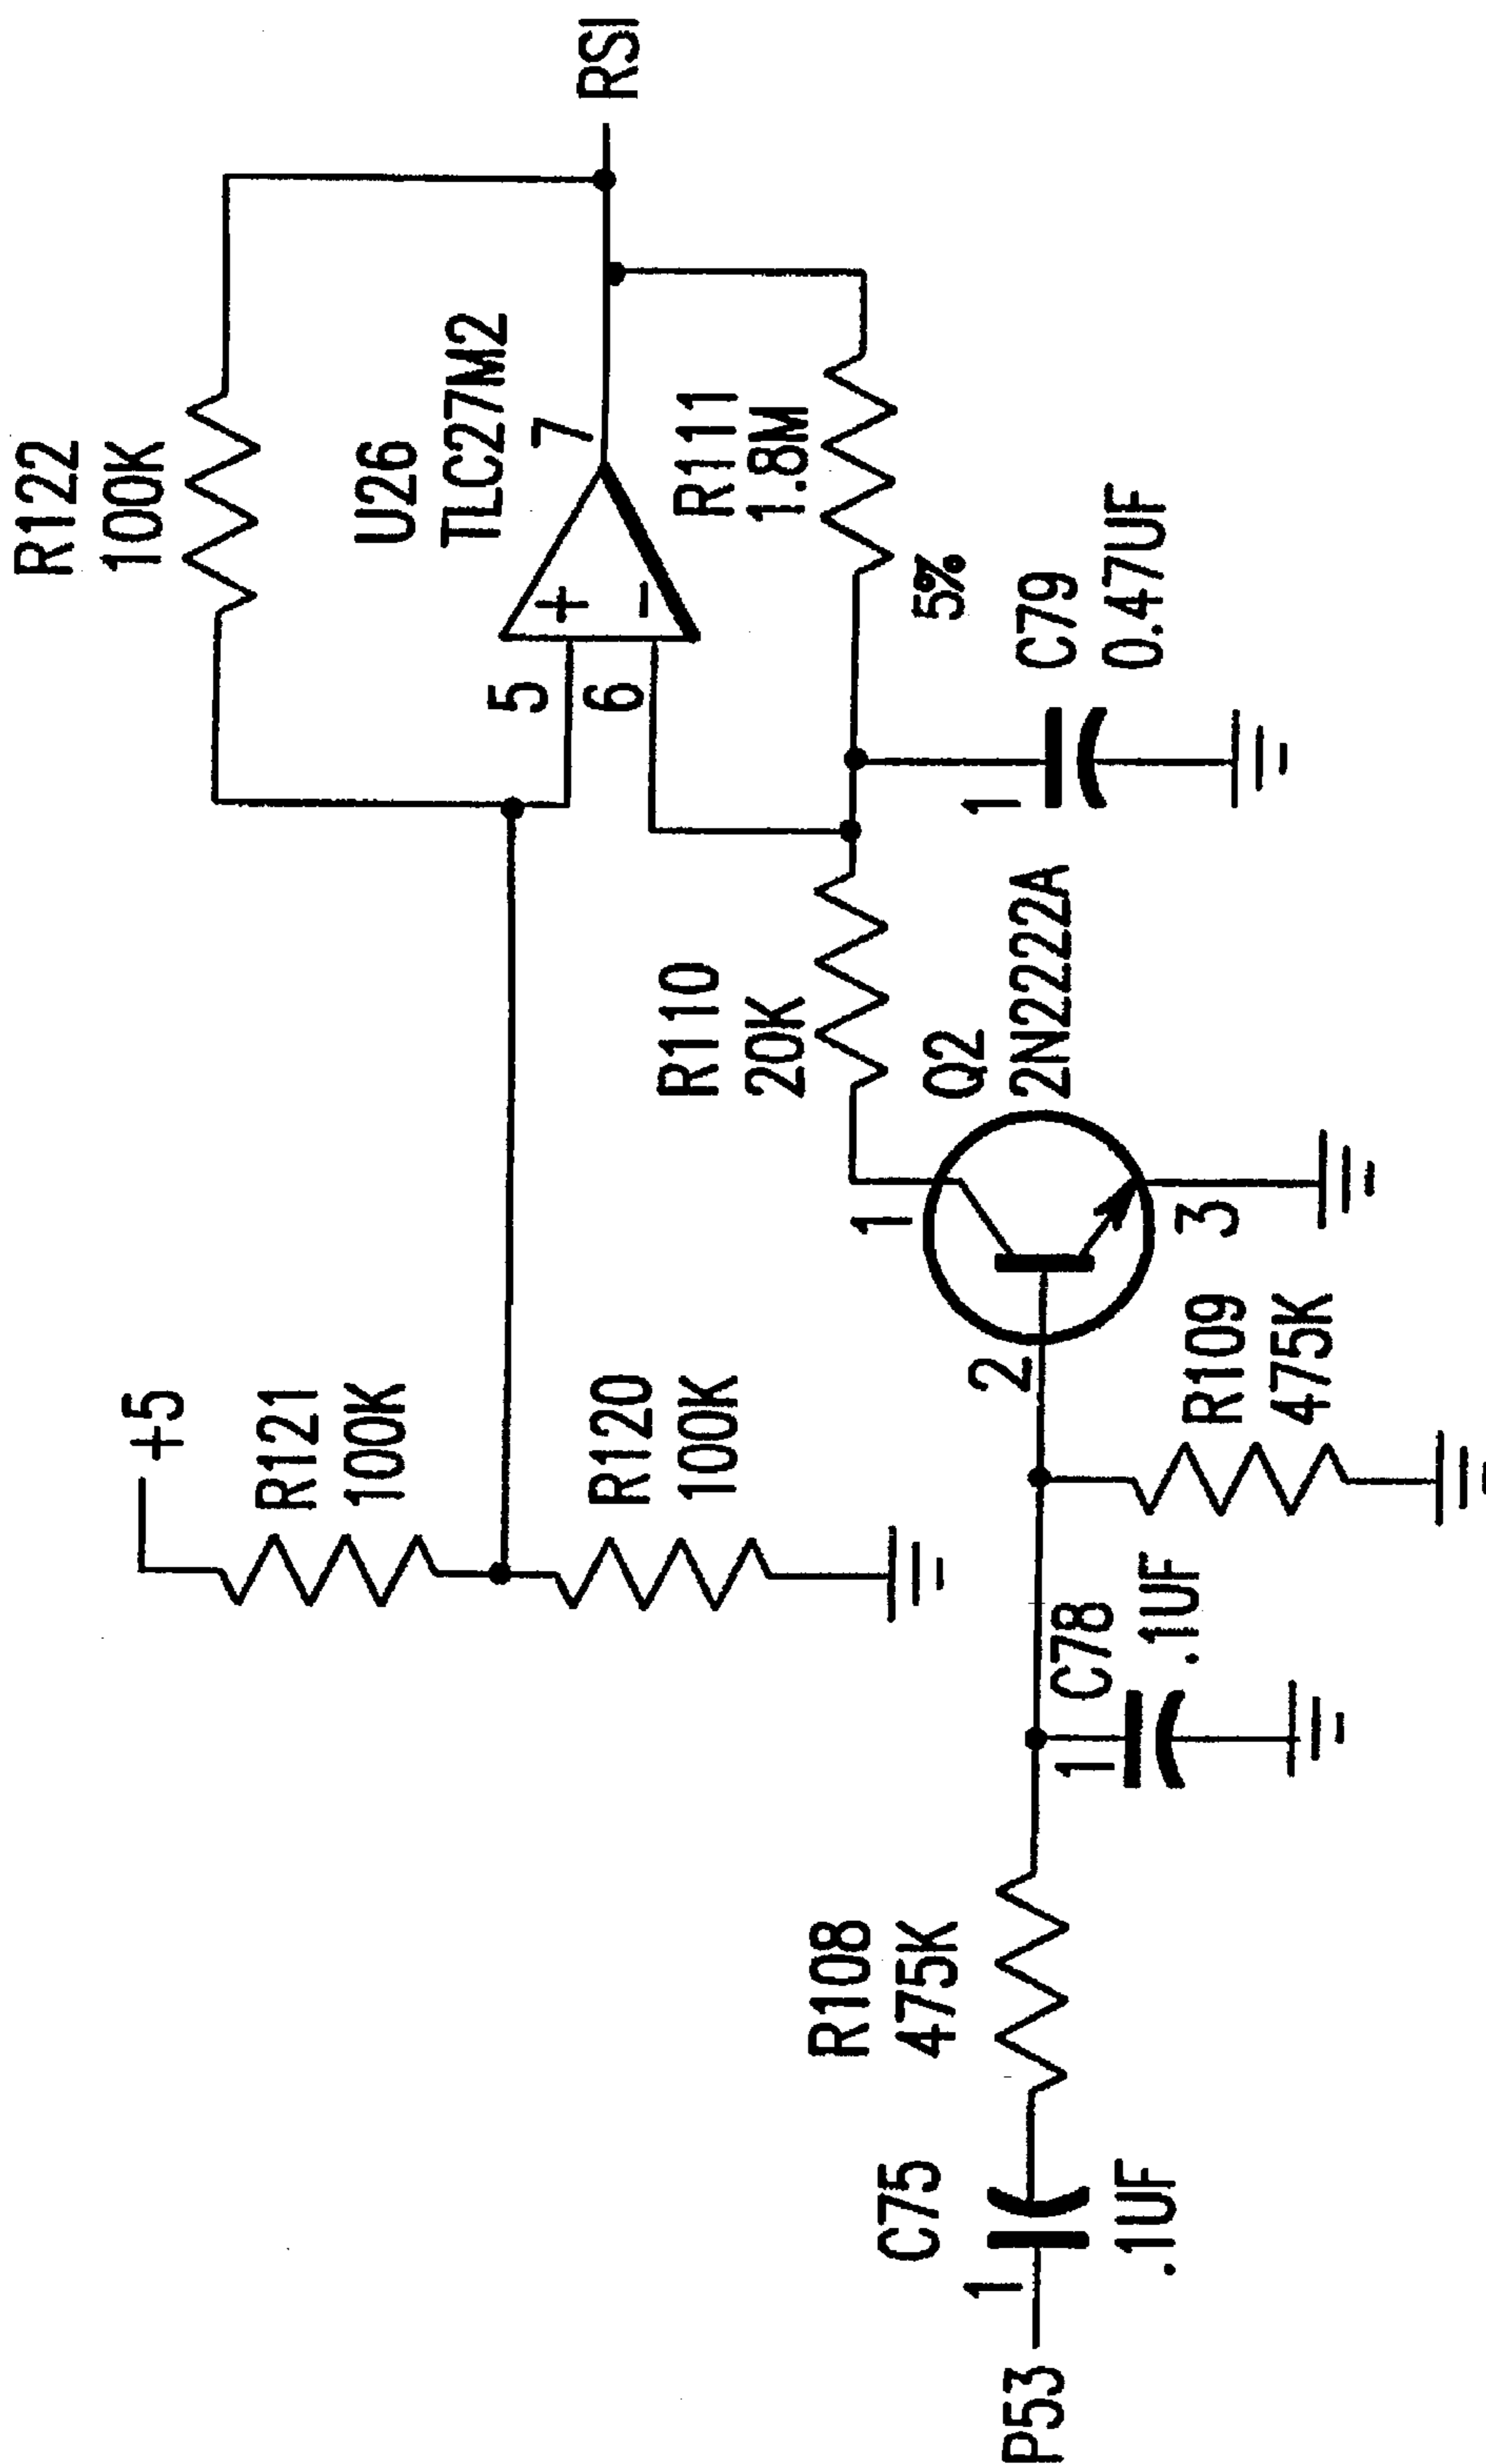 R122
100K
U26
TLC27M2
7
RSI
+
-
5
6
R111
1.8M
5%
C79
0.47UF
1
+5
R121
100K
R120
100K
R110
20K
Q2
2N2222A
1
2
3
R109
475K
C78
.1UF
1
R108
475K
C75
.1UF
1
P53